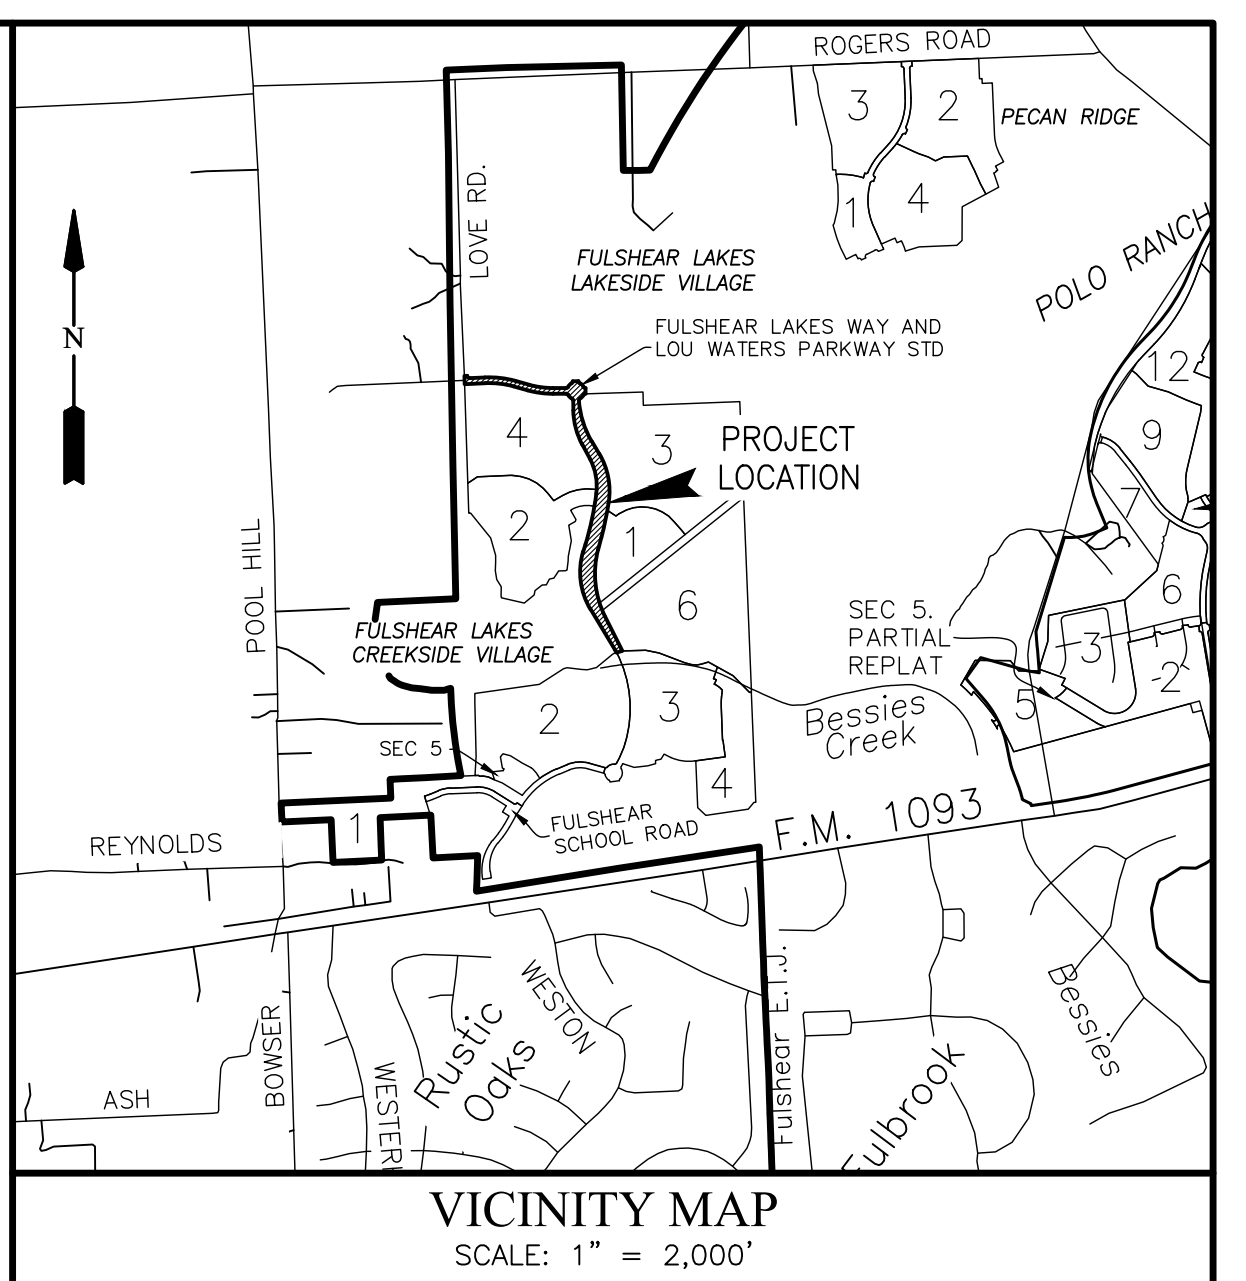 ROGERS ROAD
3
2
PECAN RIDGE
1
4
LOVE RD.
POLO RANCH
FULSHEAR LAKES
LAKESIDE VILLAGE
N
FULSHEAR LAKES WAY AND
LOU WATERS PARKWAY STD
12
4
3
PROJECT
LOCATION
9
7
2
1
POOL HILL
6
6
SEC 5.
PARTIAL
REPLAT
FULSHEAR LAKES
CREEKSIDE VILLAGE
3
2
5
2
3
Bessies
Creek
SEC 5
4
1
FULSHEAR
SCHOOL ROAD
F.M. 1093
REYNOLDS
WESTON
Rustic
Oaks
Fulshear E.T.J.
Bessies
BOWSER
ASH
Fulbrook
VICINITY MAP
SCALE: 1" = 2,000'